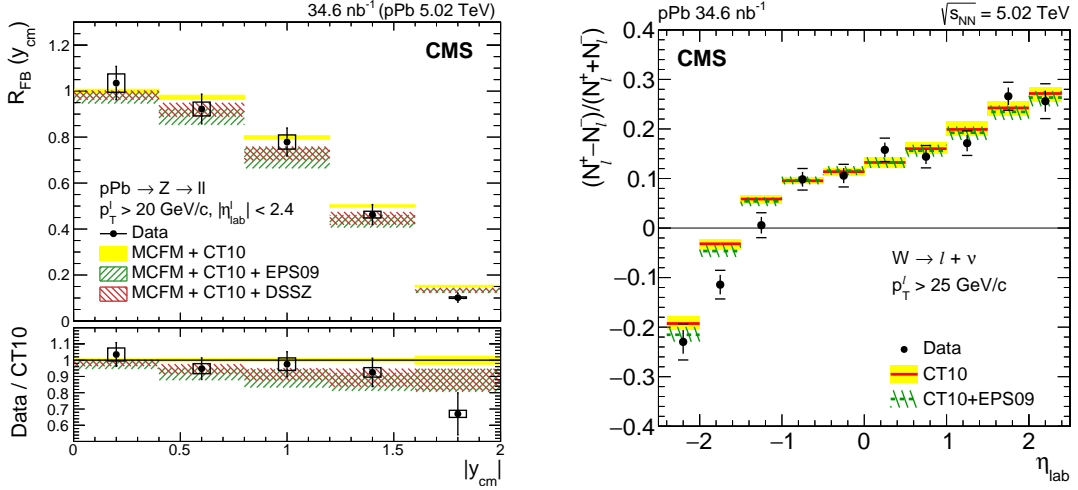 34.6 nb⁻¹ (pPb 5.02 TeV)
CMS
R_FB (y_cm)
1.2
1
0.8
0.6
0.4
0.2
pPb → Z → ll
p_T^l > 20 GeV/c, |η_lab^l| < 2.4
Data
MCFM + CT10
MCFM + CT10 + EPS09
MCFM + CT10 + DSSZ
Data / CT10
1.1
1
0.9
0.8
0.7
0.6
0 0.5 1 1.5 2
|y_cm|
pPb 34.6 nb⁻¹ √s_NN = 5.02 TeV
CMS
(N_l^+ − N_l^-)/(N_l^+ + N_l^-)
0.4
0.3
0.2
0.1
0
−0.1
−0.2
−0.3
−0.4
W → l + ν
p_T^l > 25 GeV/c
Data
CT10
CT10+EPS09
−2 −1 0 1 2
η_lab